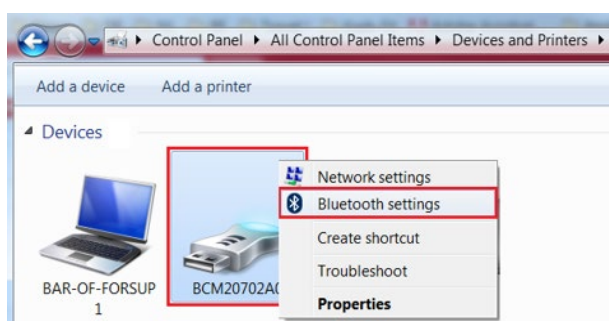 Control Panel ▸ All Control Panel Items ▸ Devices and Printers ▸
Add a device Add a printer
Devices
Network settings
Bluetooth settings
Create shortcut
Troubleshoot
Properties
BAR-OF-FORSUP
1
BCM20702A0